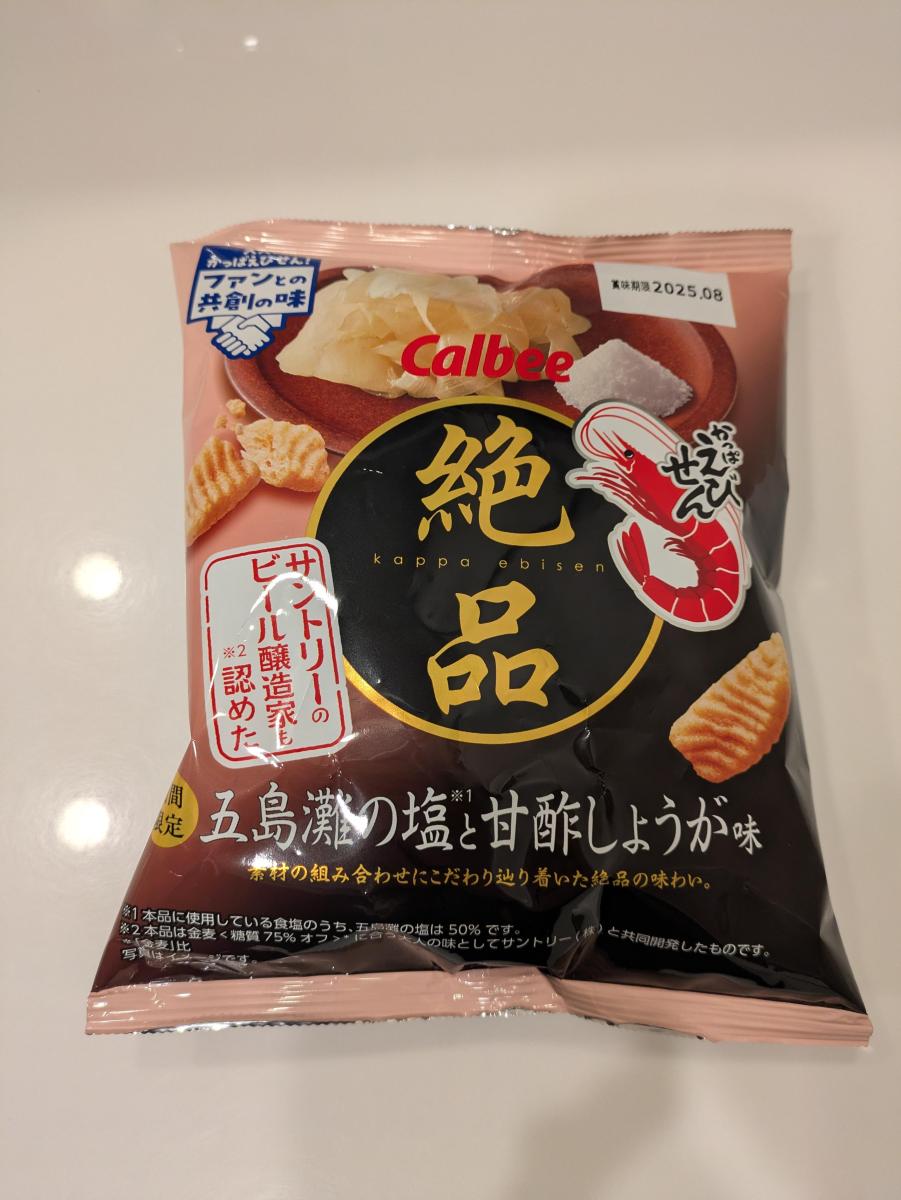 かっぱえびせん!
ファンとの
共創の味
賞味期限2025.08
Calbee
かっぱ
えび
せん
絶
kappa ebisen
品
サントリーの
ビール醸造家も
※2認めた
間
限定
五島灘の塩※1と甘酢しょうが味
素材の組み合わせにこだわり辿り着いた絶品の味わい。
※1 本品に使用している食塩のうち、五島灘の塩は 50% です。
※2 本品は金麦<糖質 75% オフ>* 大人の味としてサントリー(株)と共同開発したものです。
*「金麦」比
写真はイメージです。